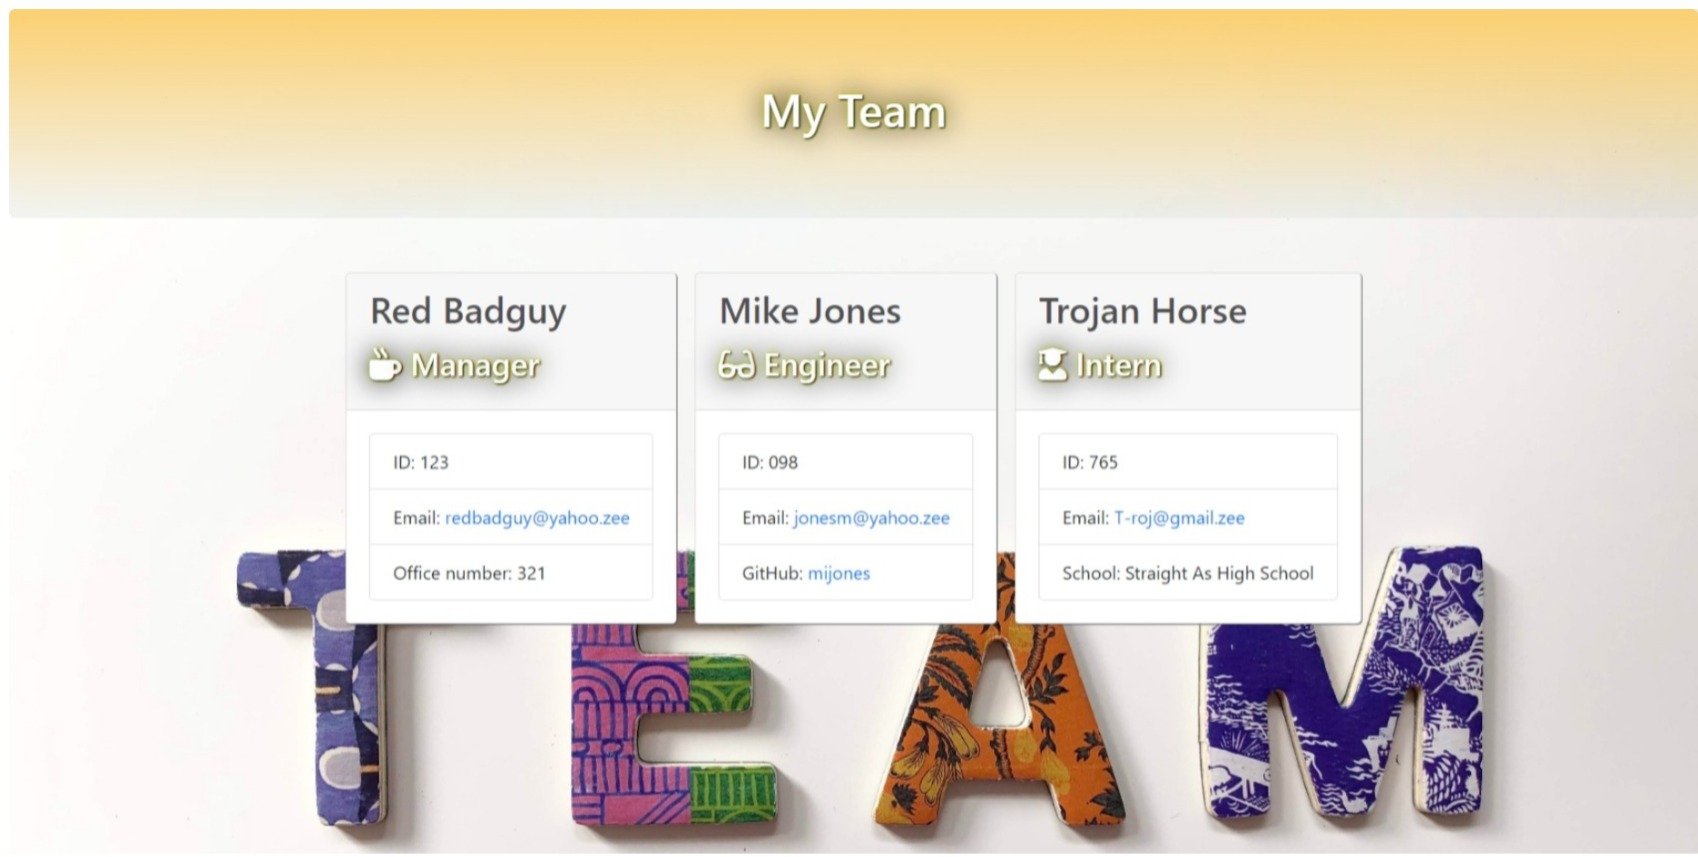 My Team
Red Badguy
Manager
ID: 123
Email: redbadguy@yahoo.zee
Office number: 321
Mike Jones
Engineer
ID: 098
Email: jonesm@yahoo.zee
GitHub: mijones
Trojan Horse
Intern
ID: 765
Email: T-roj@gmail.zee
School: Straight As High School
TEAM